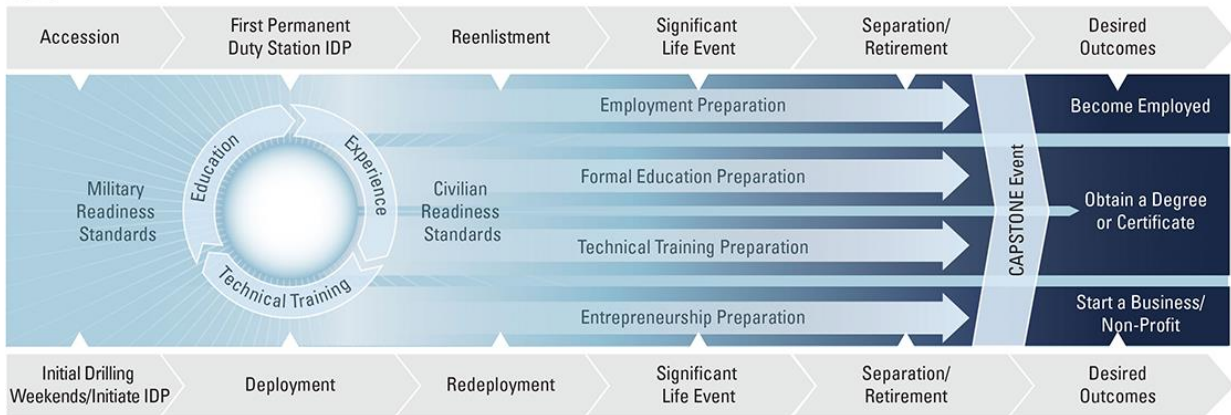 Accession
First Permanent
Duty Station IDP
Reenlistment
Significant
Life Event
Separation/
Retirement
Desired
Outcomes
Education
Experience
Technical Training
Military
Readiness
Standards
Civilian
Readiness
Standards
Employment Preparation
Formal Education Preparation
Technical Training Preparation
Entrepreneurship Preparation
CAPSTONE Event
Become Employed
Obtain a Degree
or Certificate
Start a Business/
Non-Profit
Initial Drilling
Weekends/Initiate IDP
Deployment
Redeployment
Significant
Life Event
Separation/
Retirement
Desired
Outcomes